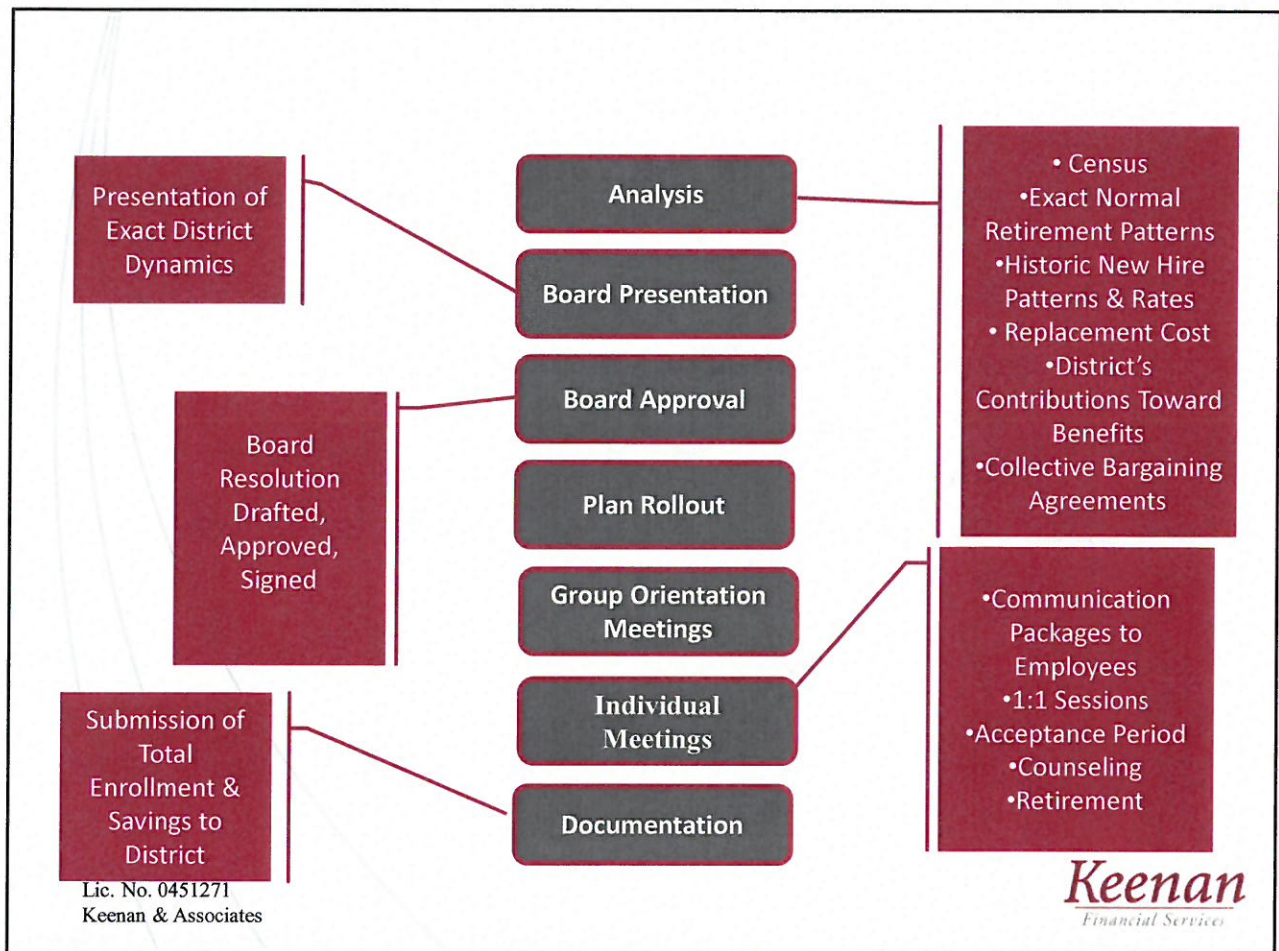 Presentation of
Exact District
Dynamics
Board
Resolution
Drafted,
Approved,
Signed
Submission of
Total
Enrollment &
Savings to
District
Analysis
Board Presentation
Board Approval
Plan Rollout
Group Orientation
Meetings
Individual
Meetings
Documentation
• Census
•Exact Normal
Retirement Patterns
•Historic New Hire
Patterns & Rates
• Replacement Cost
•District's
Contributions Toward
Benefits
•Collective Bargaining
Agreements
•Communication
Packages to
Employees
•1:1 Sessions
•Acceptance Period
•Counseling
•Retirement
Lic. No. 0451271
Keenan & Associates
Keenan
Financial Services